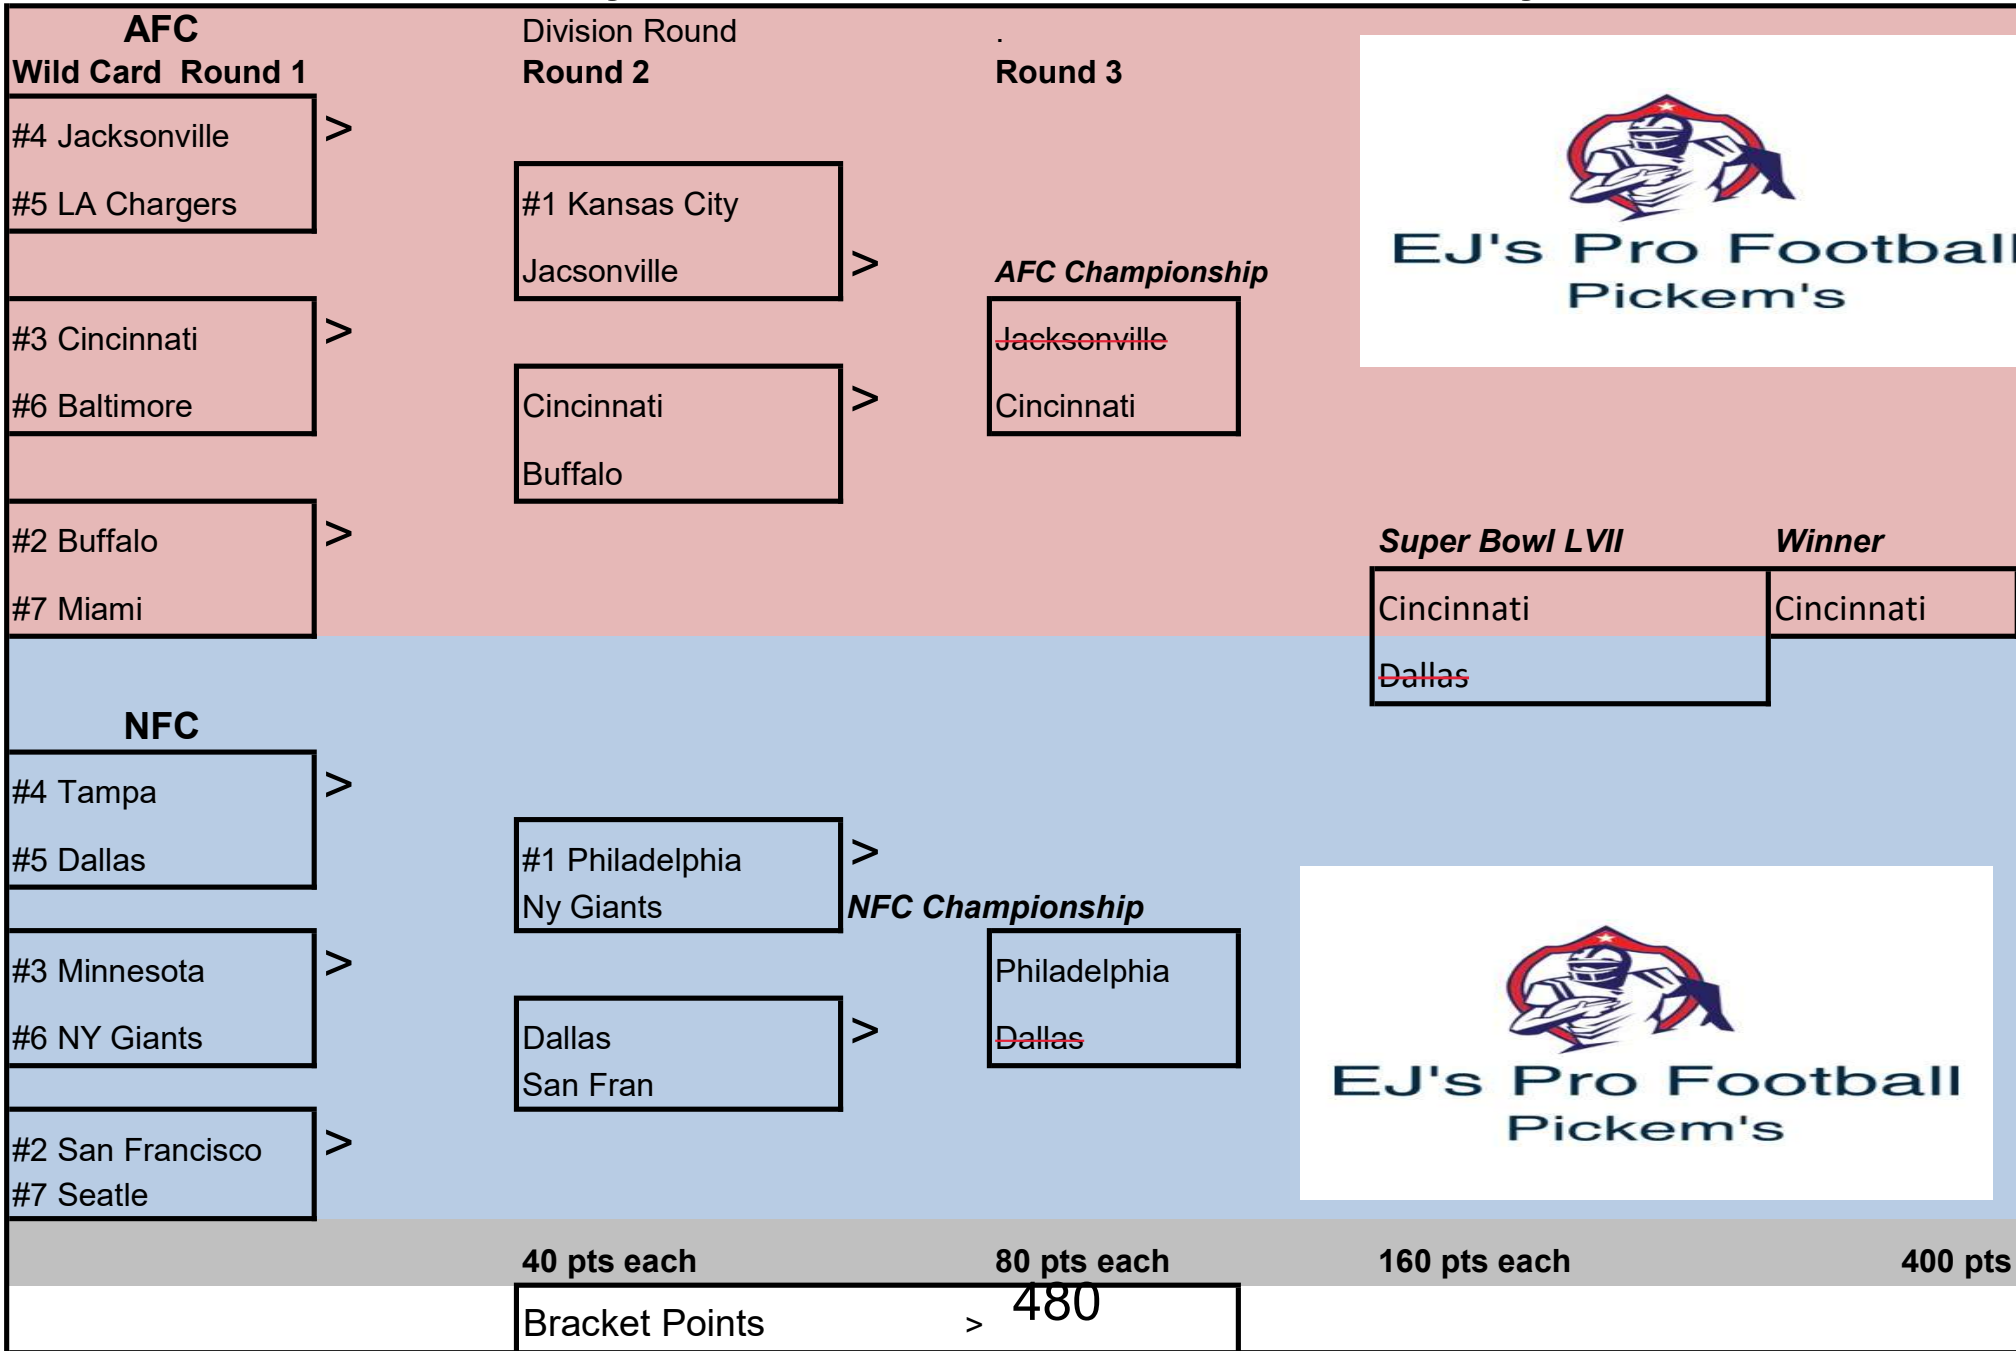 AFC Division Round .
Wild Card Round 1 Round 2 Round 3
#4 Jacksonville >
#5 LA Chargers #1 Kansas City
EJ's Pro Football
Jacsonville > AFC Championship
Pickem's
#3 Cincinnati > Jacksonville
#6 Baltimore Cincinnati > Cincinnati
Buffalo
#2 Buffalo > Super Bowl LVII Winner
#7 Miami Cincinnati Cincinnati
Dallas
NFC
#4 Tampa >
#5 Dallas #1 Philadelphia >
Ny Giants NFC Championship
#3 Minnesota > Philadelphia
#6 NY Giants Dallas > Dallas
San Fran
EJ's Pro Football
Pickem's
#2 San Francisco >
#7 Seatle
40 pts each 80 pts each 160 pts each 400 pts
Bracket Points > 480